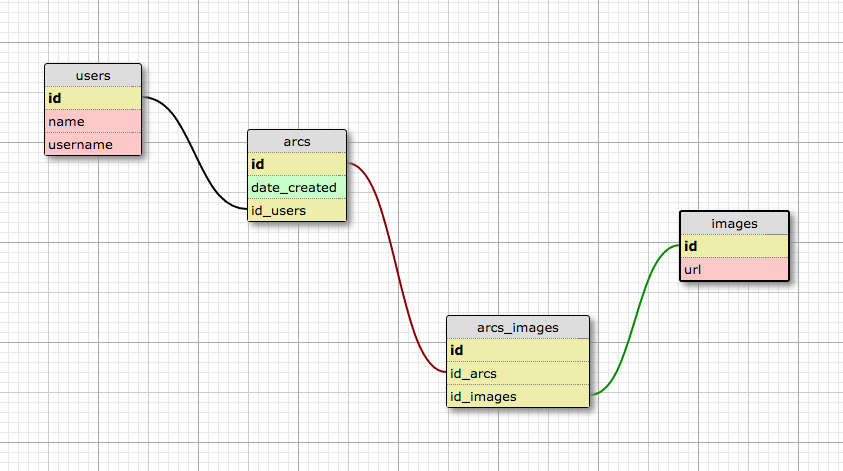 users
id
name
username
arcs
id
date_created
id_users
images
id
url
arcs_images
id
id_arcs
id_images